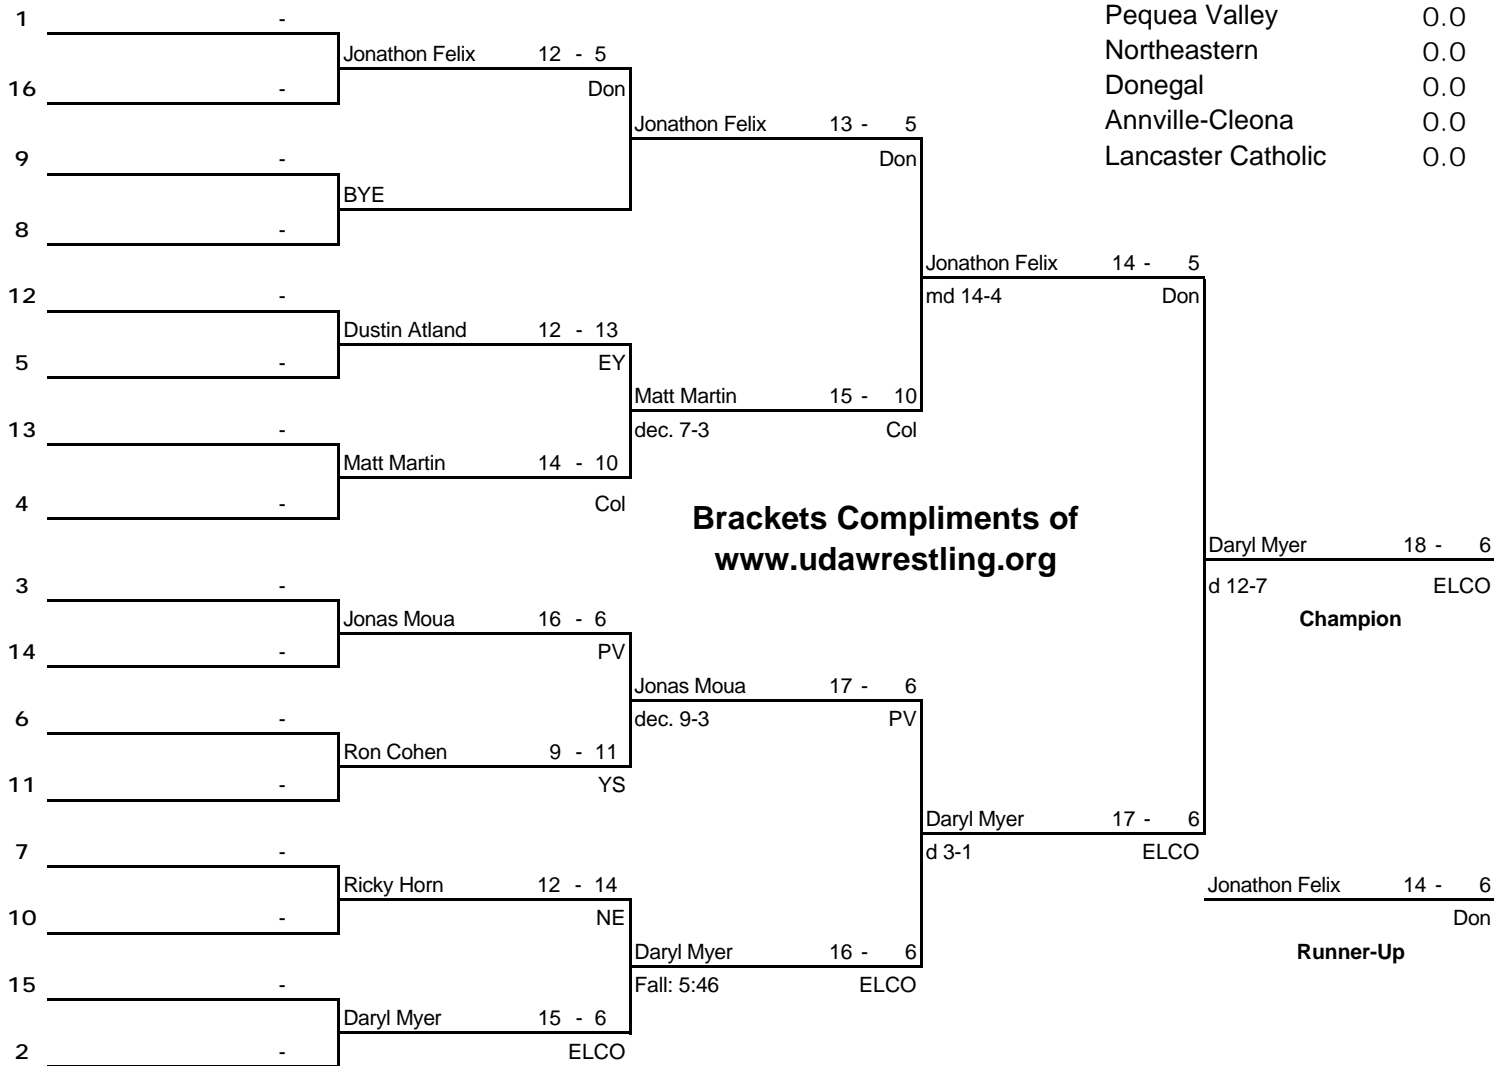 1 -
Pequea Valley 0.0
Jonathon Felix 12 - 5
Northeastern 0.0
16 -
Don
Donegal 0.0
Jonathon Felix 13 - 5
Annville-Cleona 0.0
9 -
Don
Lancaster Catholic 0.0
BYE
8 -
Jonathon Felix 14 - 5
12 -
md 14-4 Don
Dustin Atland 12 - 13
5 -
EY
Matt Martin 15 - 10
13 -
dec. 7-3 Col
Matt Martin 14 - 10
4 -
Col
Brackets Compliments of
www.udawrestling.org
Daryl Myer 18 - 6
3 -
d 12-7 ELCO
Jonas Moua 16 - 6
Champion
14 -
PV
Jonas Moua 17 - 6
6 -
dec. 9-3 PV
Ron Cohen 9 - 11
11 -
YS
Daryl Myer 17 - 6
7 -
d 3-1 ELCO
Ricky Horn 12 - 14
Jonathon Felix 14 - 6
10 -
NE
Don
Daryl Myer 16 - 6
Runner-Up
15 -
Fall: 5:46 ELCO
Daryl Myer 15 - 6
2 -
ELCO